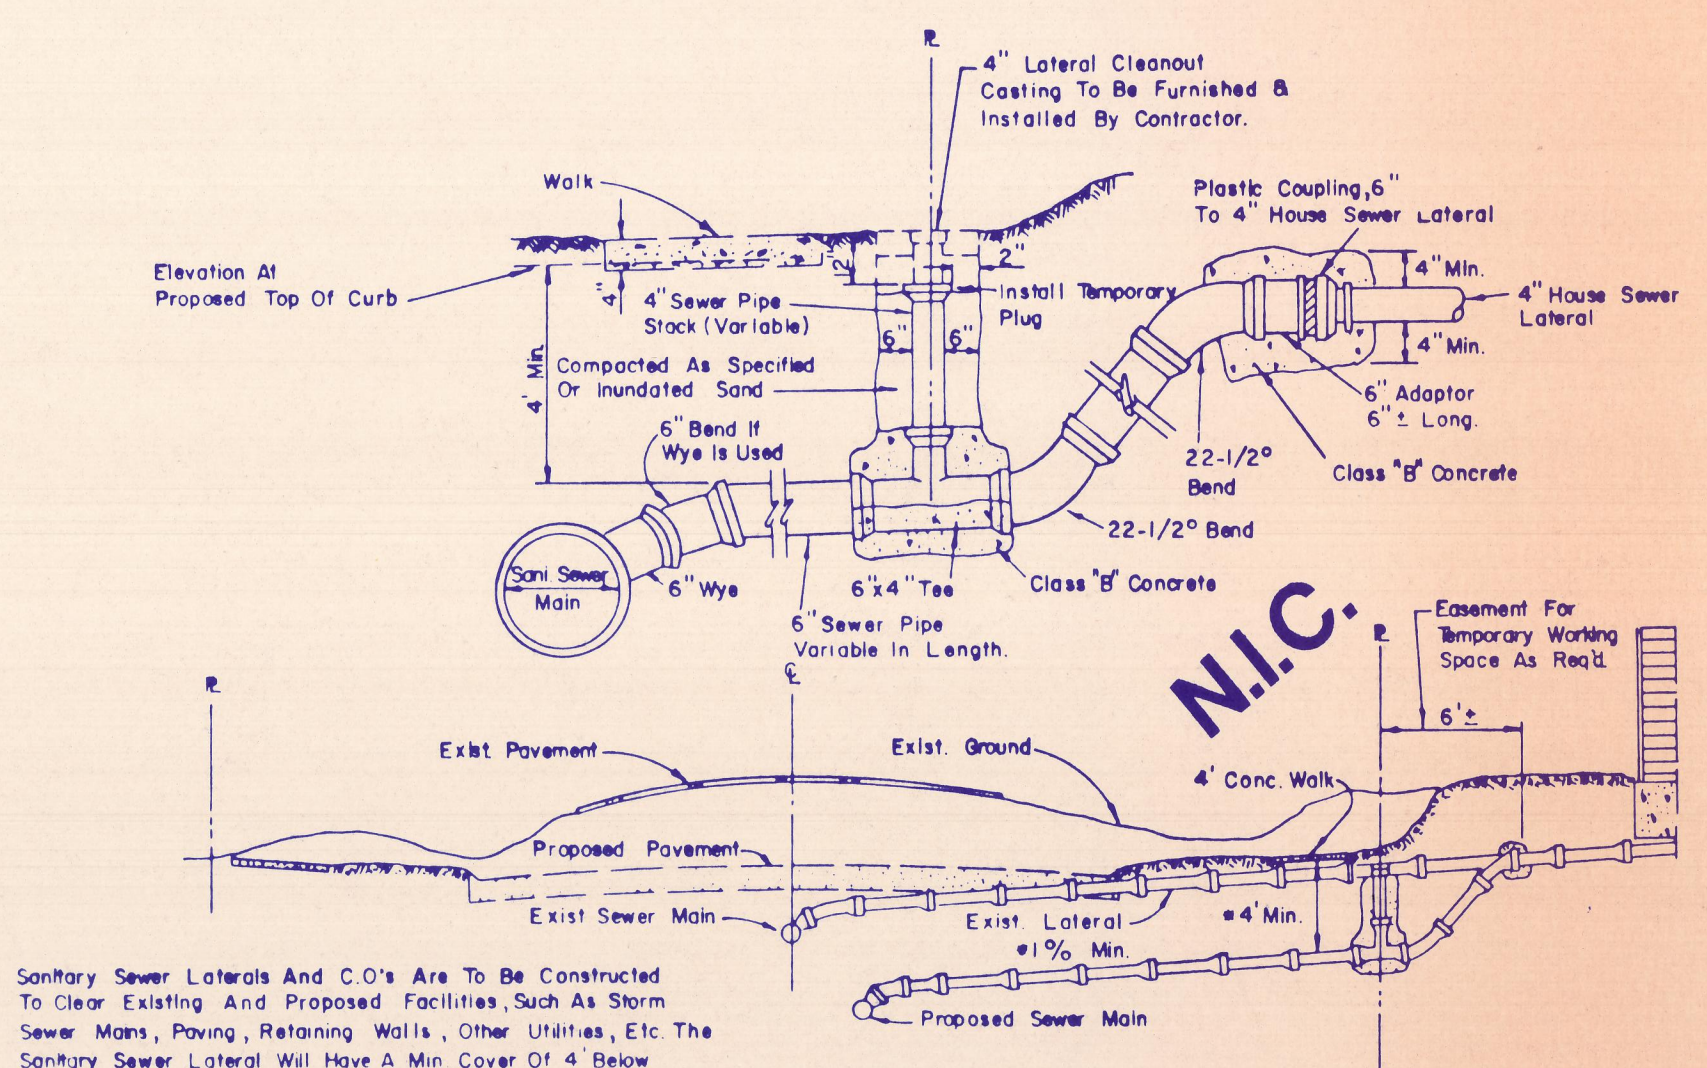 ℄
4" Lateral Cleanout
Casting To Be Furnished &
Installed By Contractor.
Walk
Plastic Coupling, 6"
To 4" House Sewer Lateral
Elevation At
Proposed Top Of Curb
4"
12"
2"
4" Min.
4" House Sewer
Lateral
4" Min.
4" Sewer Pipe
Stack (Variable)
Install Temporary
Plug
6"
6"
4' Min.
Compacted As Specified
Or Inundated Sand
6" Adaptor
6" ± Long.
6" Bend If
Wye Is Used
22-1/2°
Bend
Class "B" Concrete
22-1/2° Bend
Sani. Sewer
Main
6" Wye
6"x4" Tee
Class "B" Concrete
6" Sewer Pipe
Variable In Length.
N.I.C.
Easement For
Temporary Working
Space As Req'd.
℄
6' ±
Exist. Pavement
Exist. Ground
4' Conc. Walk
Proposed Pavement
Exist Sewer Main
Exist. Lateral
1% Min.
4' Min.
Proposed Sewer Main
Sanitary Sewer Laterals And C.O's Are To Be Constructed
To Clear Existing And Proposed Facilities, Such As Storm
Sewer Mains, Paving, Retaining Walls, Other Utilities, Etc. The
Sanitary Sewer Lateral Will Have A Min Cover Of 4' Below